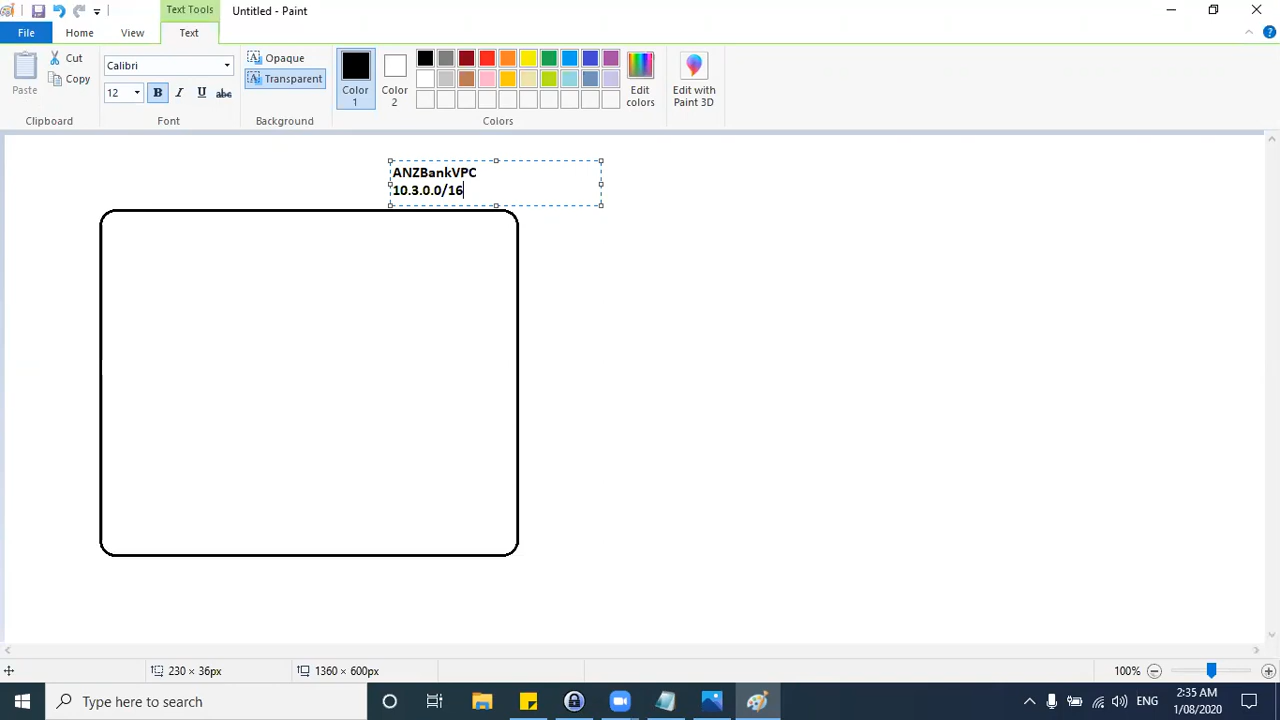 Text Tools
Untitled - Paint
File
Home
View
Text
Paste
Cut
Copy
Clipboard
Calibri
12
B
I
U
abc
Font
Opaque
Transparent
Background
Color 1
Color 2
Edit colors
Colors
Edit with Paint 3D
ANZBankVPC
10.3.0.0/16
230 × 36px
1360 × 600px
100%
Type here to search
ENG
2:35 AM
1/08/2020